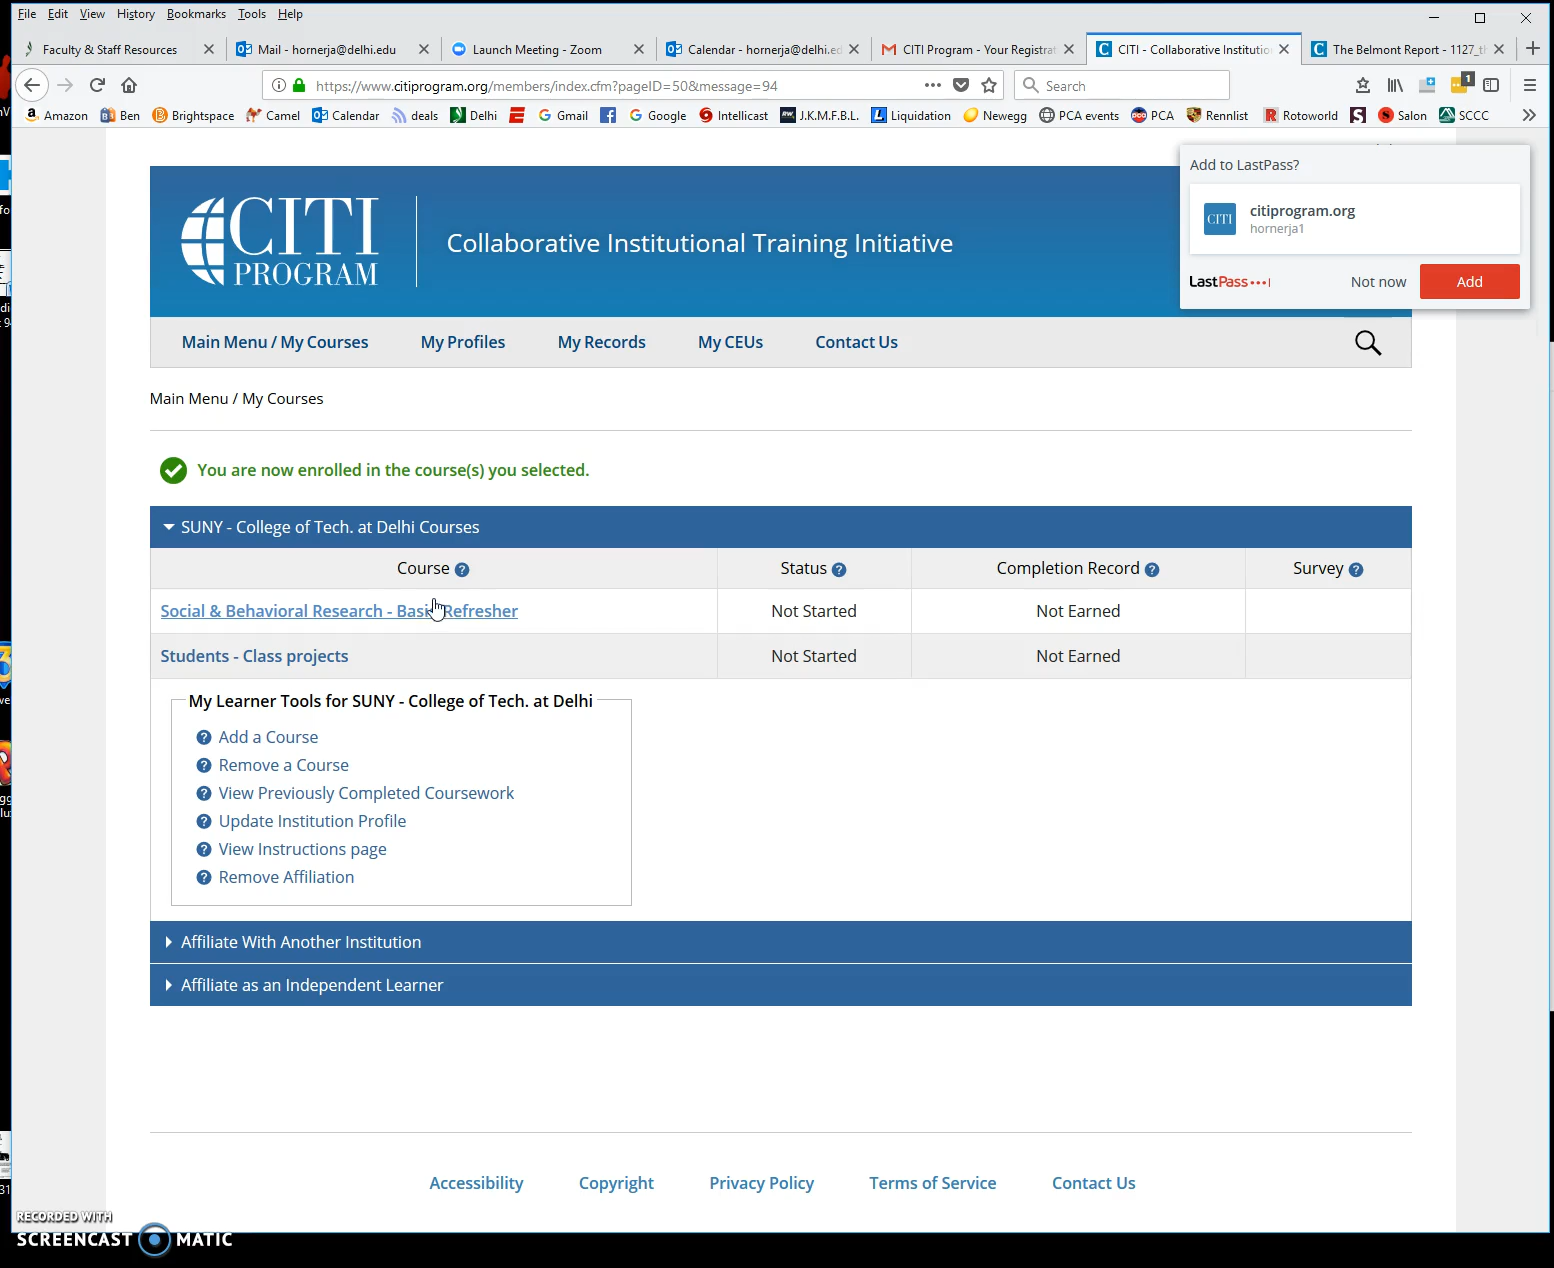 File Edit View History Bookmarks Tools Help
Faculty & Staff Resources
Mail - hornerja@delhi.edu
Launch Meeting - Zoom
Calendar - hornerja@delhi.ed
CITI Program - Your Registrat
CITI - Collaborative Institutio
The Belmont Report - 1127_t
https://www.citiprogram.org/members/index.cfm?pageID=50&message=94
Search
1
Amazon Ben Brightspace Camel Calendar deals Delhi Gmail Google Intellicast J.K.M.F.B.L. Liquidation Newegg PCA events PCA Rennlist Rotoworld Salon SCCC
Add to LastPass?
CITI
citiprogram.org
hornerja1
LastPass
Not now
Add
CITI
PROGRAM
Collaborative Institutional Training Initiative
Main Menu / My Courses My Profiles My Records My CEUs Contact Us
Main Menu / My Courses
You are now enrolled in the course(s) you selected.
SUNY - College of Tech. at Delhi Courses
Course Status Completion Record Survey
Social & Behavioral Research - Basic Refresher Not Started Not Earned
Students - Class projects Not Started Not Earned
My Learner Tools for SUNY - College of Tech. at Delhi
Add a Course
Remove a Course
View Previously Completed Coursework
Update Institution Profile
View Instructions page
Remove Affiliation
Affiliate With Another Institution
Affiliate as an Independent Learner
Accessibility Copyright Privacy Policy Terms of Service Contact Us
RECORDED WITH
SCREENCAST MATIC